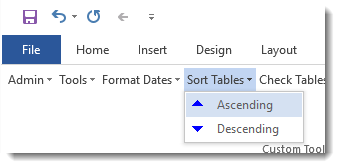 File Home Insert Design Layout
Admin Tools Format Dates Sort Tables Check Tables
Ascending
Descending
Custom Tool